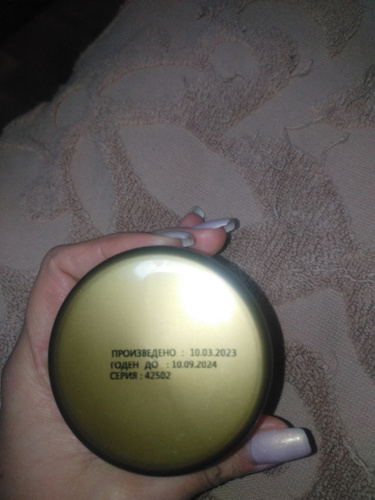 ПРОИЗВЕДЕНО : 10.03.2023
ГОДЕН ДО : 10.09.2024
СЕРИЯ : 42502